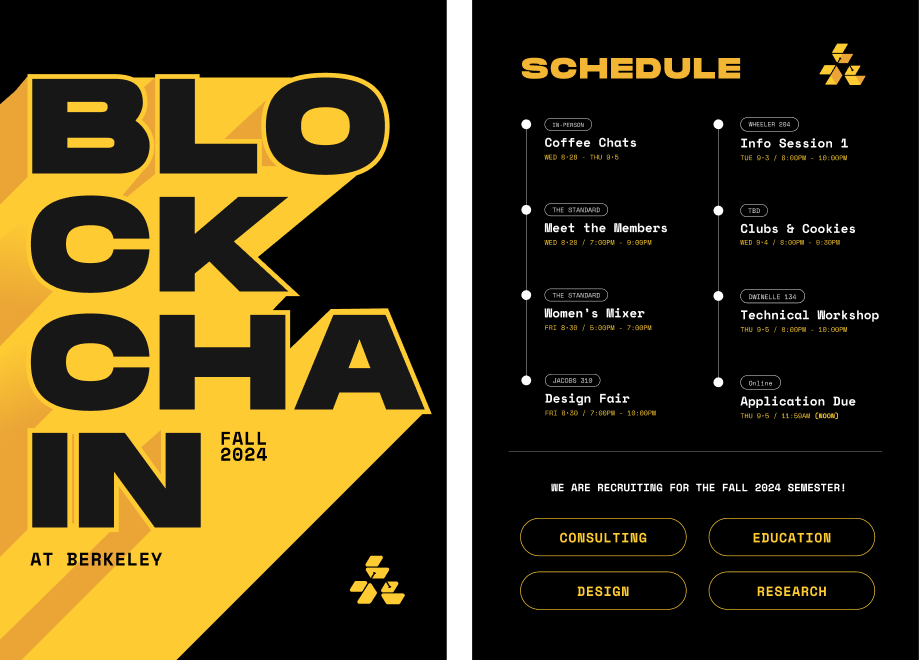 BLO
CK
CHA
IN
FALL
2024
AT BERKELEY
SCHEDULE
IN-PERSON
Coffee Chats
WED 8·28 - THU 9·5
THE STANDARD
Meet the Members
WED 8·28 / 7:00PM - 9:00PM
THE STANDARD
Women's Mixer
FRI 8·30 / 5:00PM - 7:00PM
JACOBS 310
Design Fair
FRI 8·30 / 7:00PM - 10:00PM
WHEELER 204
Info Session 1
TUE 9·3 / 8:00PM - 10:00PM
TBD
Clubs & Cookies
WED 9·4 / 8:00PM - 9:30PM
DWINELLE 134
Technical Workshop
THU 9·5 / 8:00PM - 10:00PM
Online
Application Due
THU 9·5 / 11:59AM (NOON)
WE ARE RECRUITING FOR THE FALL 2024 SEMESTER!
CONSULTING
EDUCATION
DESIGN
RESEARCH